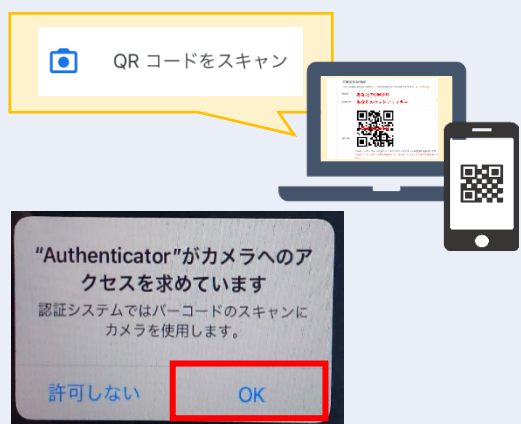 QR コードをスキャン
“Authenticator”がカメラへのア
クセスを求めています
認証システムではバーコードのスキャンに
カメラを使用します。
許可しない
OK